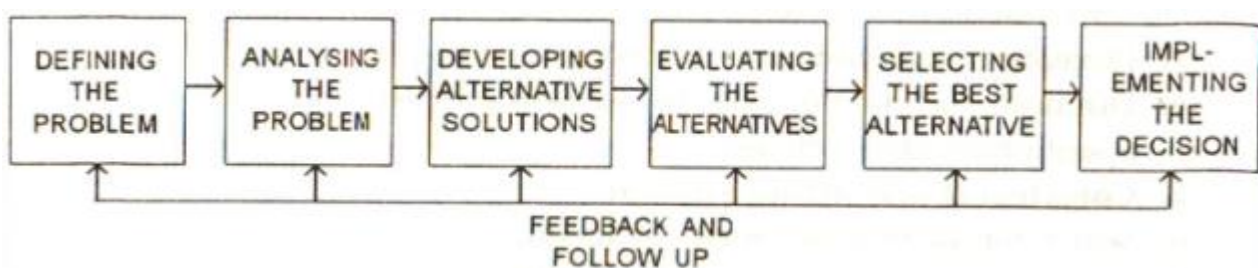 DEFINING
THE
PROBLEM
ANALYSING
THE
PROBLEM
DEVELOPING
ALTERNATIVE
SOLUTIONS
EVALUATING
THE
ALTERNATIVES
SELECTING
THE BEST
ALTERNATIVE
IMPL-
EMENTING
THE
DECISION
FEEDBACK AND
FOLLOW UP